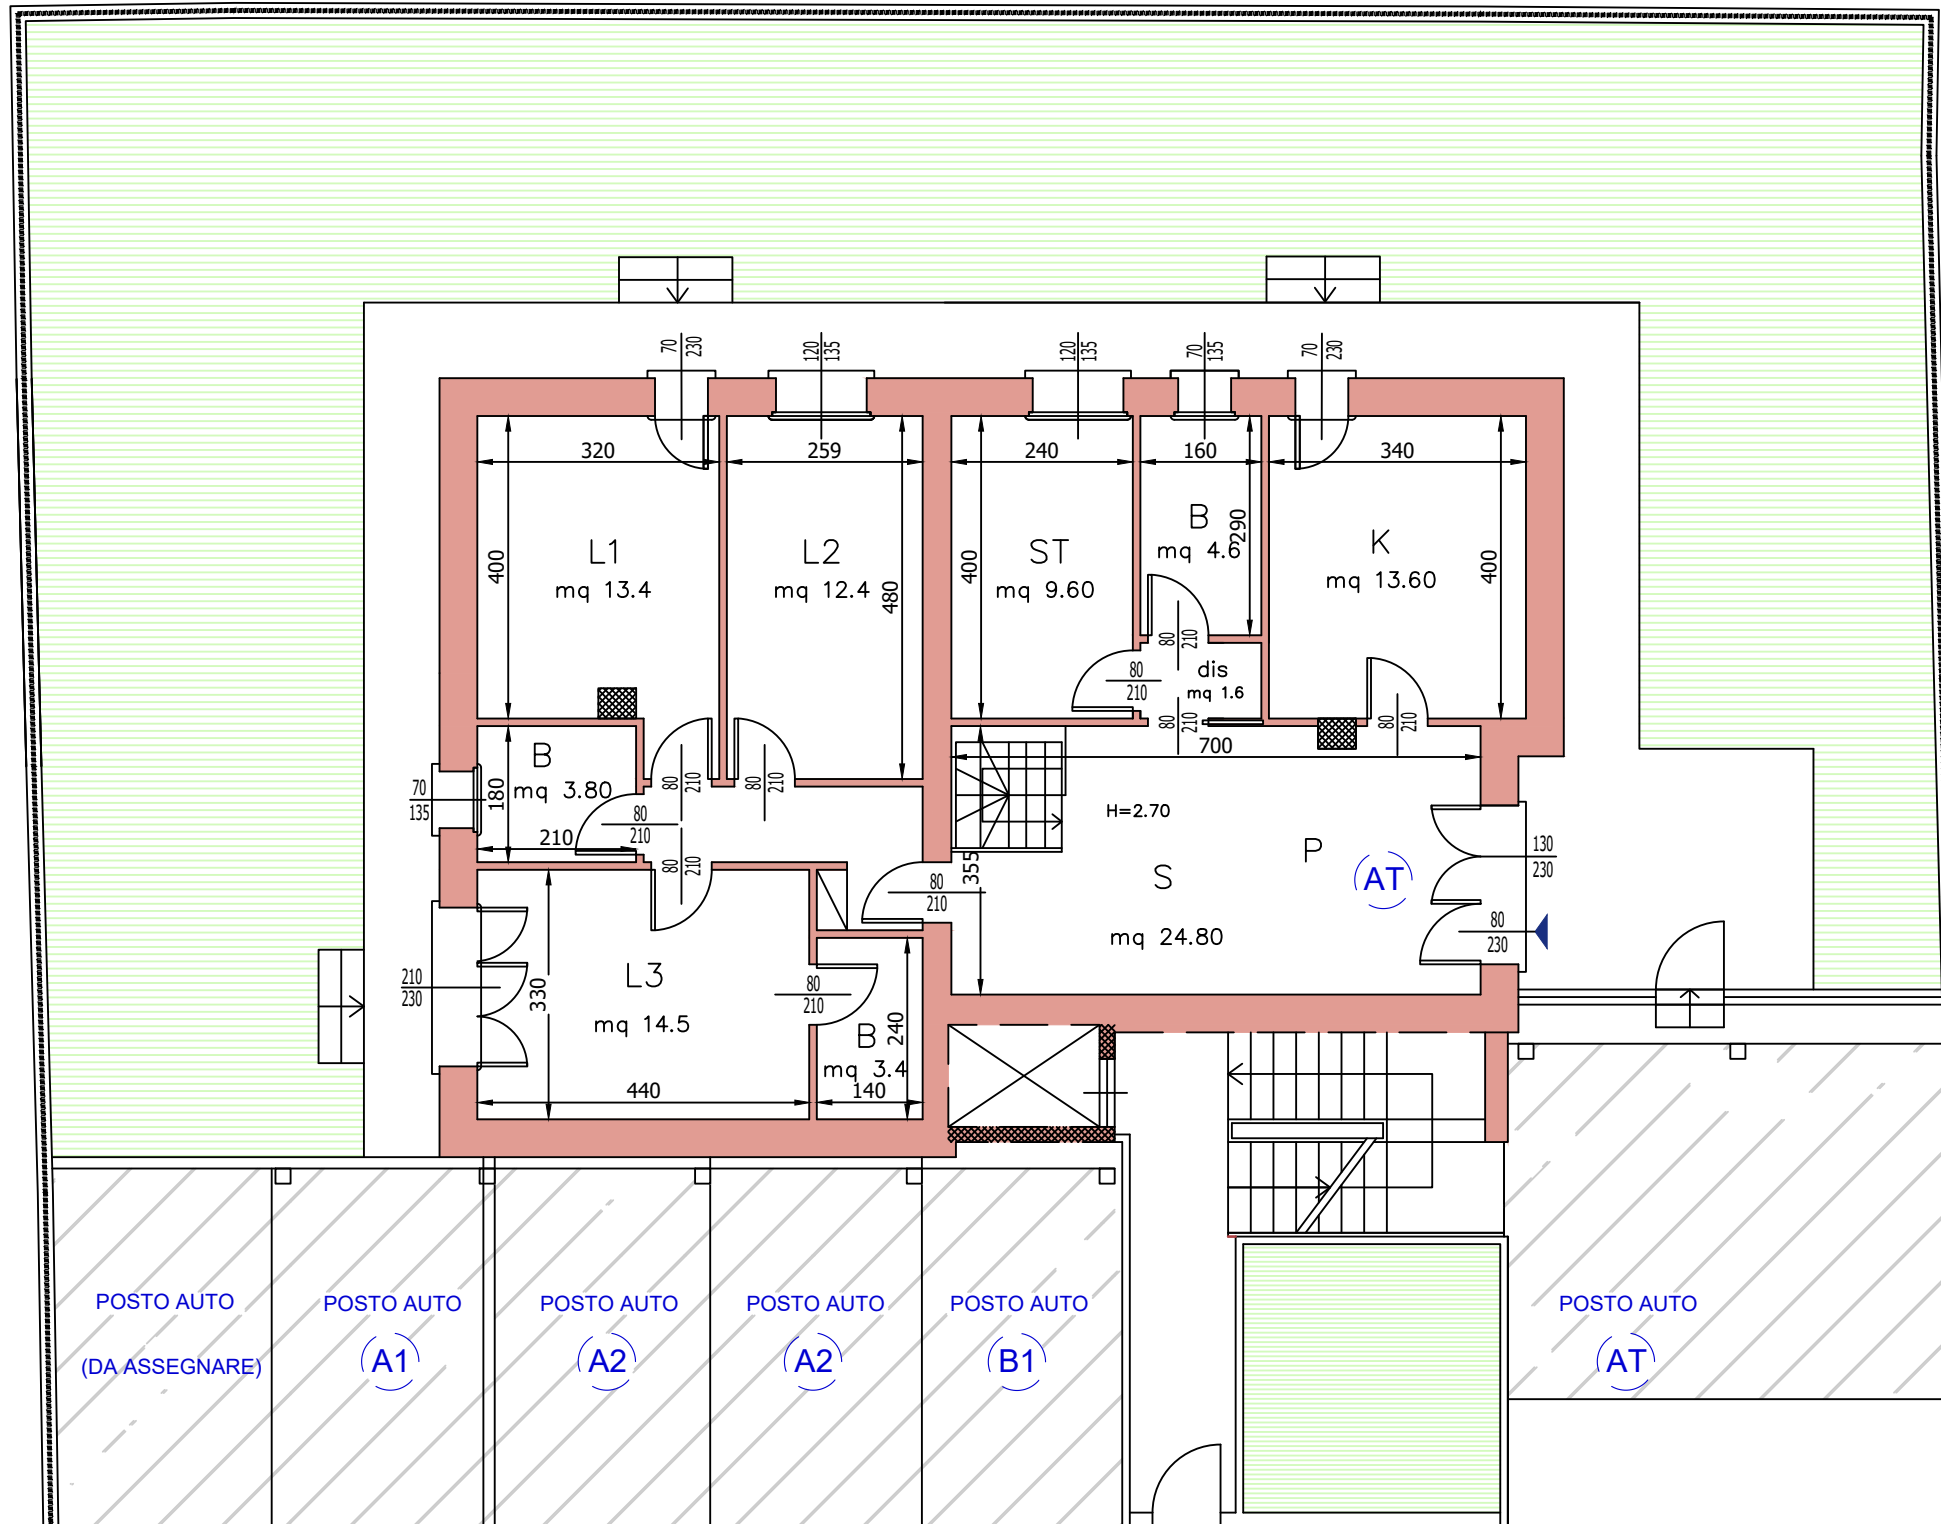 70
230
120
135
120
135
70
135
70
230
320
259
240
160
340
400
L1
mq 13.4
L2
mq 12.4
480
400
ST
mq 9.60
B
mq 4.6
290
K
mq 13.60
400
80
210
80
210
dis
mq 1.6
80
210
80
210
700
B
mq 3.80
180
210
70
135
80
210
80
210
80
210
80
210
H=2.70
355
S
P
AT
mq 24.80
130
230
80
230
80
210
210
230
330
L3
mq 14.5
440
80
210
B
mq 3.4
240
140
POSTO AUTO
(DA ASSEGNARE)
POSTO AUTO
A1
POSTO AUTO
A2
POSTO AUTO
A2
POSTO AUTO
B1
POSTO AUTO
AT